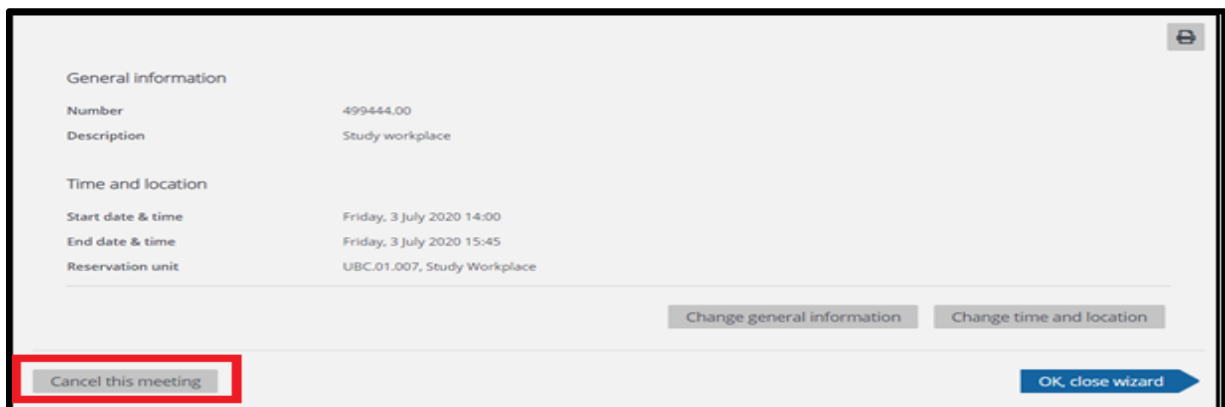 General information
Number 499444.00
Description Study workplace
Time and location
Start date & time Friday, 3 July 2020 14:00
End date & time Friday, 3 July 2020 15:45
Reservation unit UBC.01.007, Study Workplace
Change general information Change time and location
Cancel this meeting OK, close wizard